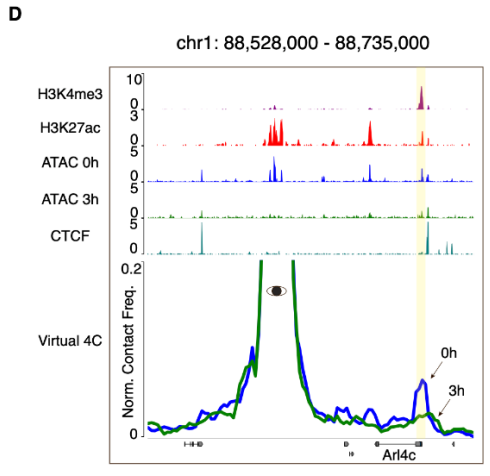 D
chr1: 88,528,000 - 88,735,000
H3K4me3
10
0
H3K27ac
3
0
ATAC 0h
5
0
ATAC 3h
5
0
CTCF
5
0
Virtual 4C
Norm. Contact Freq.
0.2
0
0h
3h
Arl4c